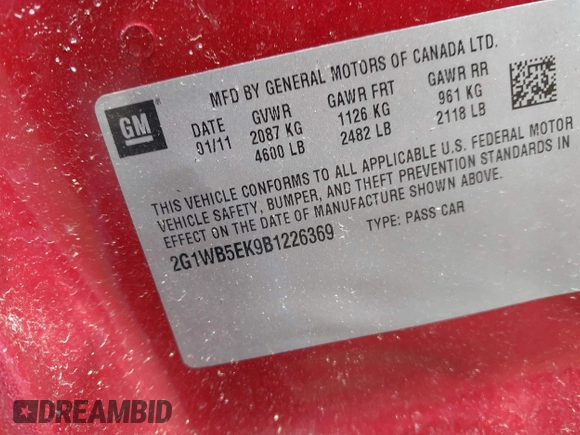 MFD BY GENERAL MOTORS OF CANADA LTD.
GM
DATE GVWR GAWR FRT GAWR RR
01/11 2087 KG 1126 KG 961 KG
4600 LB 2482 LB 2118 LB
THIS VEHICLE CONFORMS TO ALL APPLICABLE U.S. FEDERAL MOTOR
VEHICLE SAFETY, BUMPER, AND THEFT PREVENTION STANDARDS IN
EFFECT ON THE DATE OF MANUFACTURE SHOWN ABOVE.
2G1WB5EK9B1226369 TYPE: PASS CAR
DREAMBID